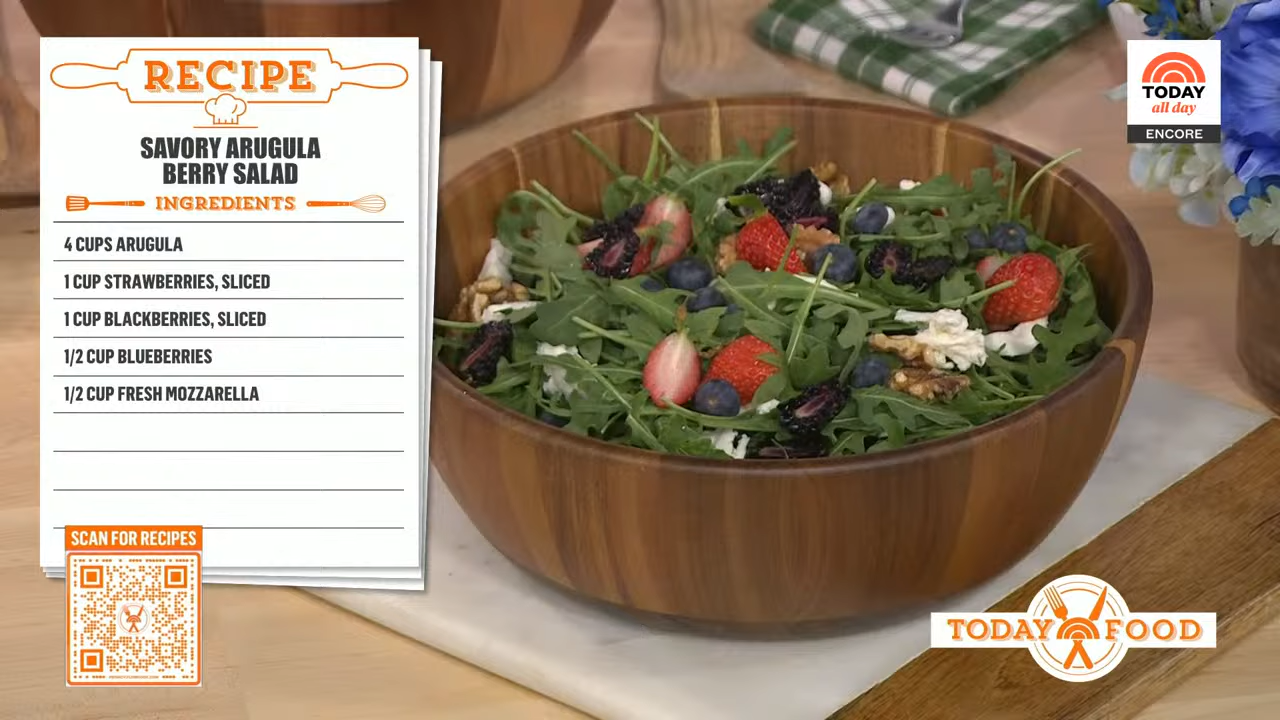 RECIPE
SAVORY ARUGULA
BERRY SALAD
INGREDIENTS
4 CUPS ARUGULA
1 CUP STRAWBERRIES, SLICED
1 CUP BLACKBERRIES, SLICED
1/2 CUP BLUEBERRIES
1/2 CUP FRESH MOZZARELLA
SCAN FOR RECIPES
TODAY
all day
ENCORE
TODAY FOOD